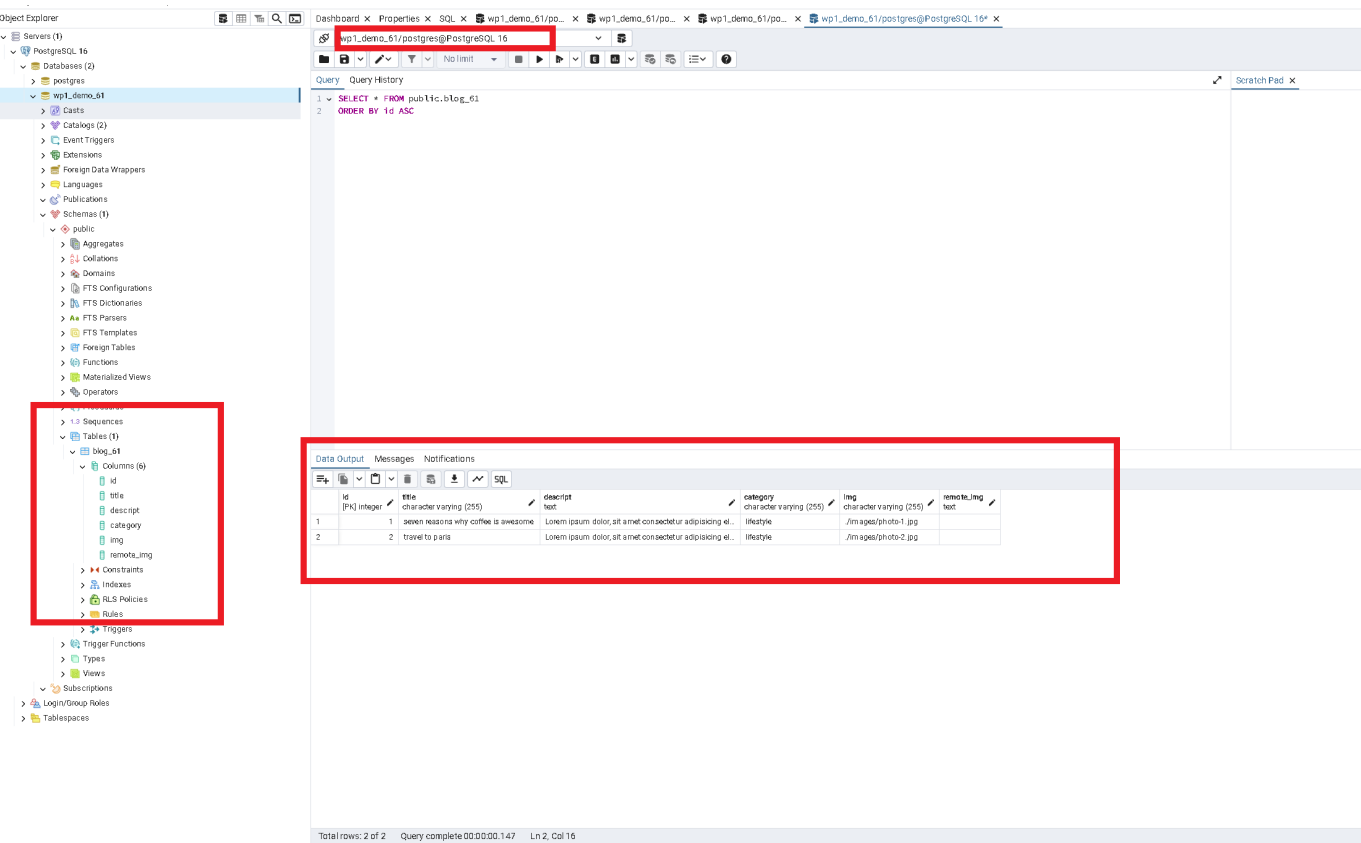 Object Explorer
Servers (1)
PostgreSQL 16
Databases (2)
postgres
wp1_demo_61
Casts
Catalogs (2)
Event Triggers
Extensions
Foreign Data Wrappers
Languages
Publications
Schemas (1)
public
Aggregates
Collations
Domains
FTS Configurations
FTS Dictionaries
FTS Parsers
FTS Templates
Foreign Tables
Functions
Materialized Views
Operators
1.3 Sequences
Tables (1)
blog_61
Columns (6)
id
title
descript
category
img
remote_img
Constraints
Indexes
RLS Policies
Rules
Triggers
Trigger Functions
Types
Views
Subscriptions
Login/Group Roles
Tablespaces
Dashboard Properties SQL wp1_demo_61/po... wp1_demo_61/po... wp1_demo_61/po... wp1_demo_61/postgres@PostgreSQL 16*
wp1_demo_61/postgres@PostgreSQL 16
No limit
Query Query History
Scratch Pad
1 SELECT * FROM public.blog_61
2 ORDER BY id ASC
Data Output Messages Notifications
SQL
id title descript category img remote_img
[PK] integer character varying (255) text character varying (255) character varying (255) text
1 1 seven reasons why coffee is awesome Lorem ipsum dolor, sit amet consectetur adipisicing el... lifestyle ./images/photo-1.jpg
2 2 travel to paris Lorem ipsum dolor, sit amet consectetur adipisicing el... lifestyle ./images/photo-2.jpg
Total rows: 2 of 2 Query complete 00:00:00.147 Ln 2, Col 16